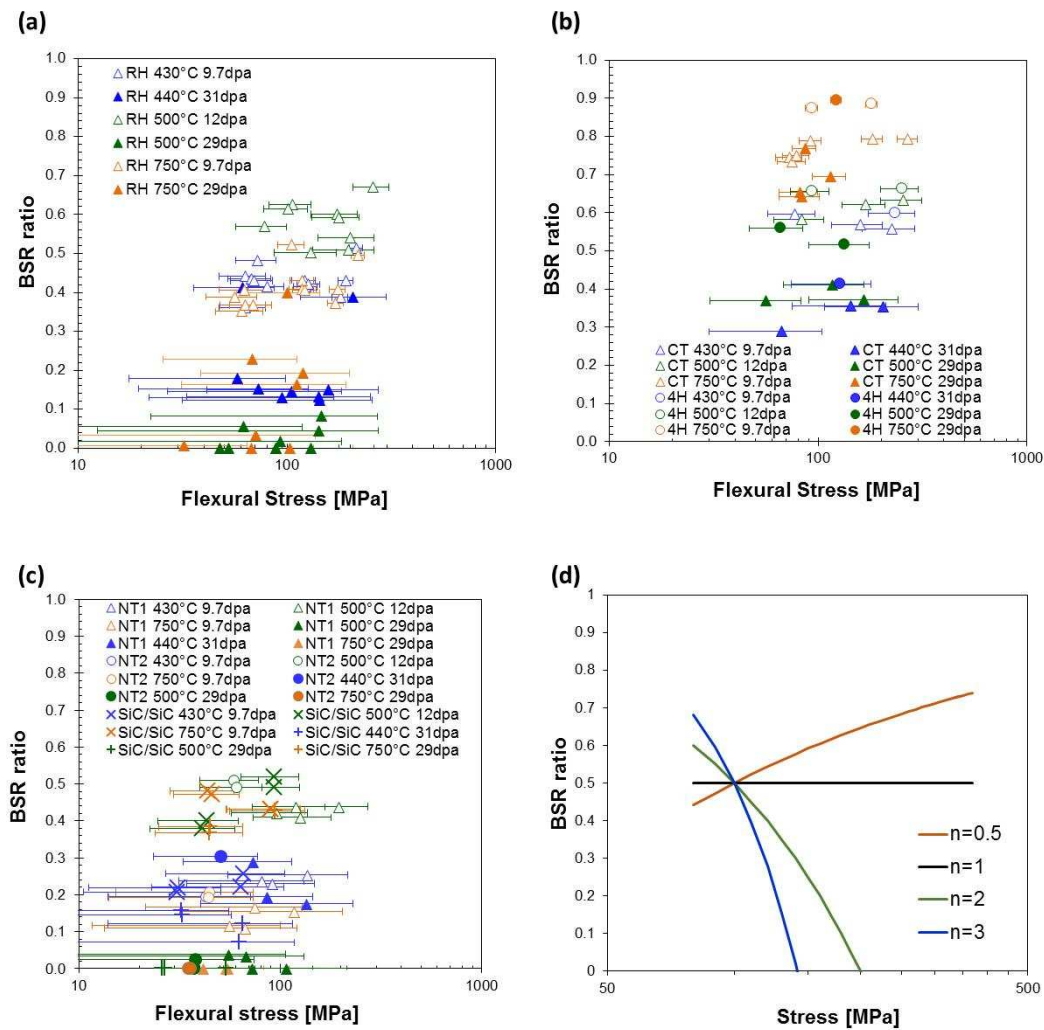 (a)
1.0
0.9
0.8
0.7
0.6
0.5
0.4
0.3
0.2
0.1
0.0
BSR ratio
RH 430°C 9.7dpa
RH 440°C 31dpa
RH 500°C 12dpa
RH 500°C 29dpa
RH 750°C 9.7dpa
RH 750°C 29dpa
10 100 1000
Flexural Stress [MPa]
(b)
1.0
0.9
0.8
0.7
0.6
0.5
0.4
0.3
0.2
0.1
0.0
BSR ratio
CT 430°C 9.7dpa CT 440°C 31dpa
CT 500°C 12dpa CT 500°C 29dpa
CT 750°C 9.7dpa CT 750°C 29dpa
4H 430°C 9.7dpa 4H 440°C 31dpa
4H 500°C 12dpa 4H 500°C 29dpa
4H 750°C 9.7dpa 4H 750°C 29dpa
10 100 1000
Flexural Stress [MPa]
(c)
1.0
0.9
0.8
0.7
0.6
0.5
0.4
0.3
0.2
0.1
0.0
BSR ratio
NT1 430°C 9.7dpa NT1 500°C 12dpa
NT1 750°C 9.7dpa NT1 500°C 29dpa
NT1 440°C 31dpa NT1 750°C 29dpa
NT2 430°C 9.7dpa NT2 500°C 12dpa
NT2 750°C 9.7dpa NT2 440°C 31dpa
NT2 500°C 29dpa NT2 750°C 29dpa
SiC/SiC 430°C 9.7dpa SiC/SiC 500°C 12dpa
SiC/SiC 750°C 9.7dpa SiC/SiC 440°C 31dpa
SiC/SiC 500°C 29dpa SiC/SiC 750°C 29dpa
10 100 1000
Flexural stress [MPa]
(d)
1
0.9
0.8
0.7
0.6
0.5
0.4
0.3
0.2
0.1
0
BSR ratio
n=0.5
n=1
n=2
n=3
50 500
Stress [MPa]